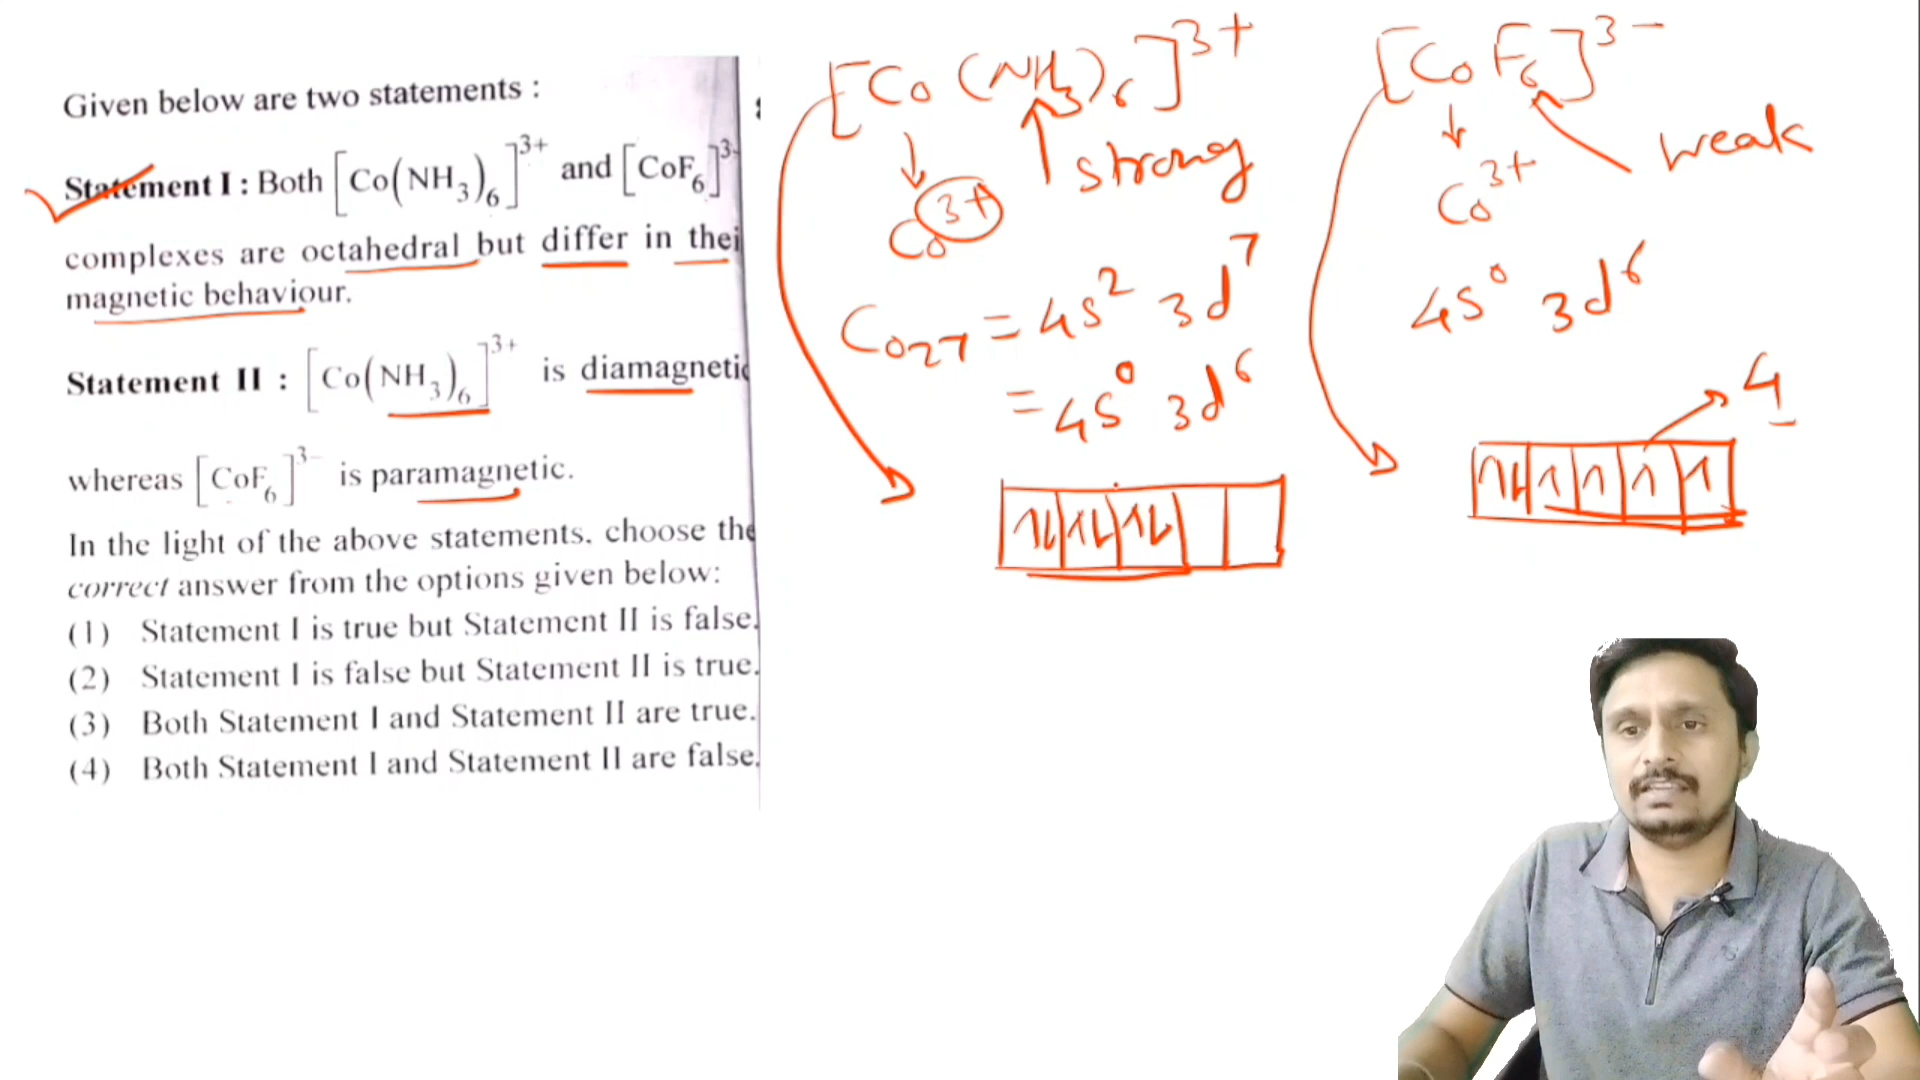 Given below are two statements :
Statement I : Both [Co(NH₃)₆]³⁺ and [CoF₆]³⁻
complexes are octahedral but differ in thei
magnetic behaviour.
Statement II : [Co(NH₃)₆]³⁺ is diamagnetic
whereas [CoF₆]³⁻ is paramagnetic.
In the light of the above statements, choose the
correct answer from the options given below:
(1) Statement I is true but Statement II is false.
(2) Statement I is false but Statement II is true.
(3) Both Statement I and Statement II are true.
(4) Both Statement I and Statement II are false.
[Co(NH₃)₆]³⁺
strong
Co³⁺
Co₂₇ = 4s² 3d⁷
= 4s⁰ 3d⁶
[CoF₆]³⁻
weak
Co³⁺
4s⁰ 3d⁶
4